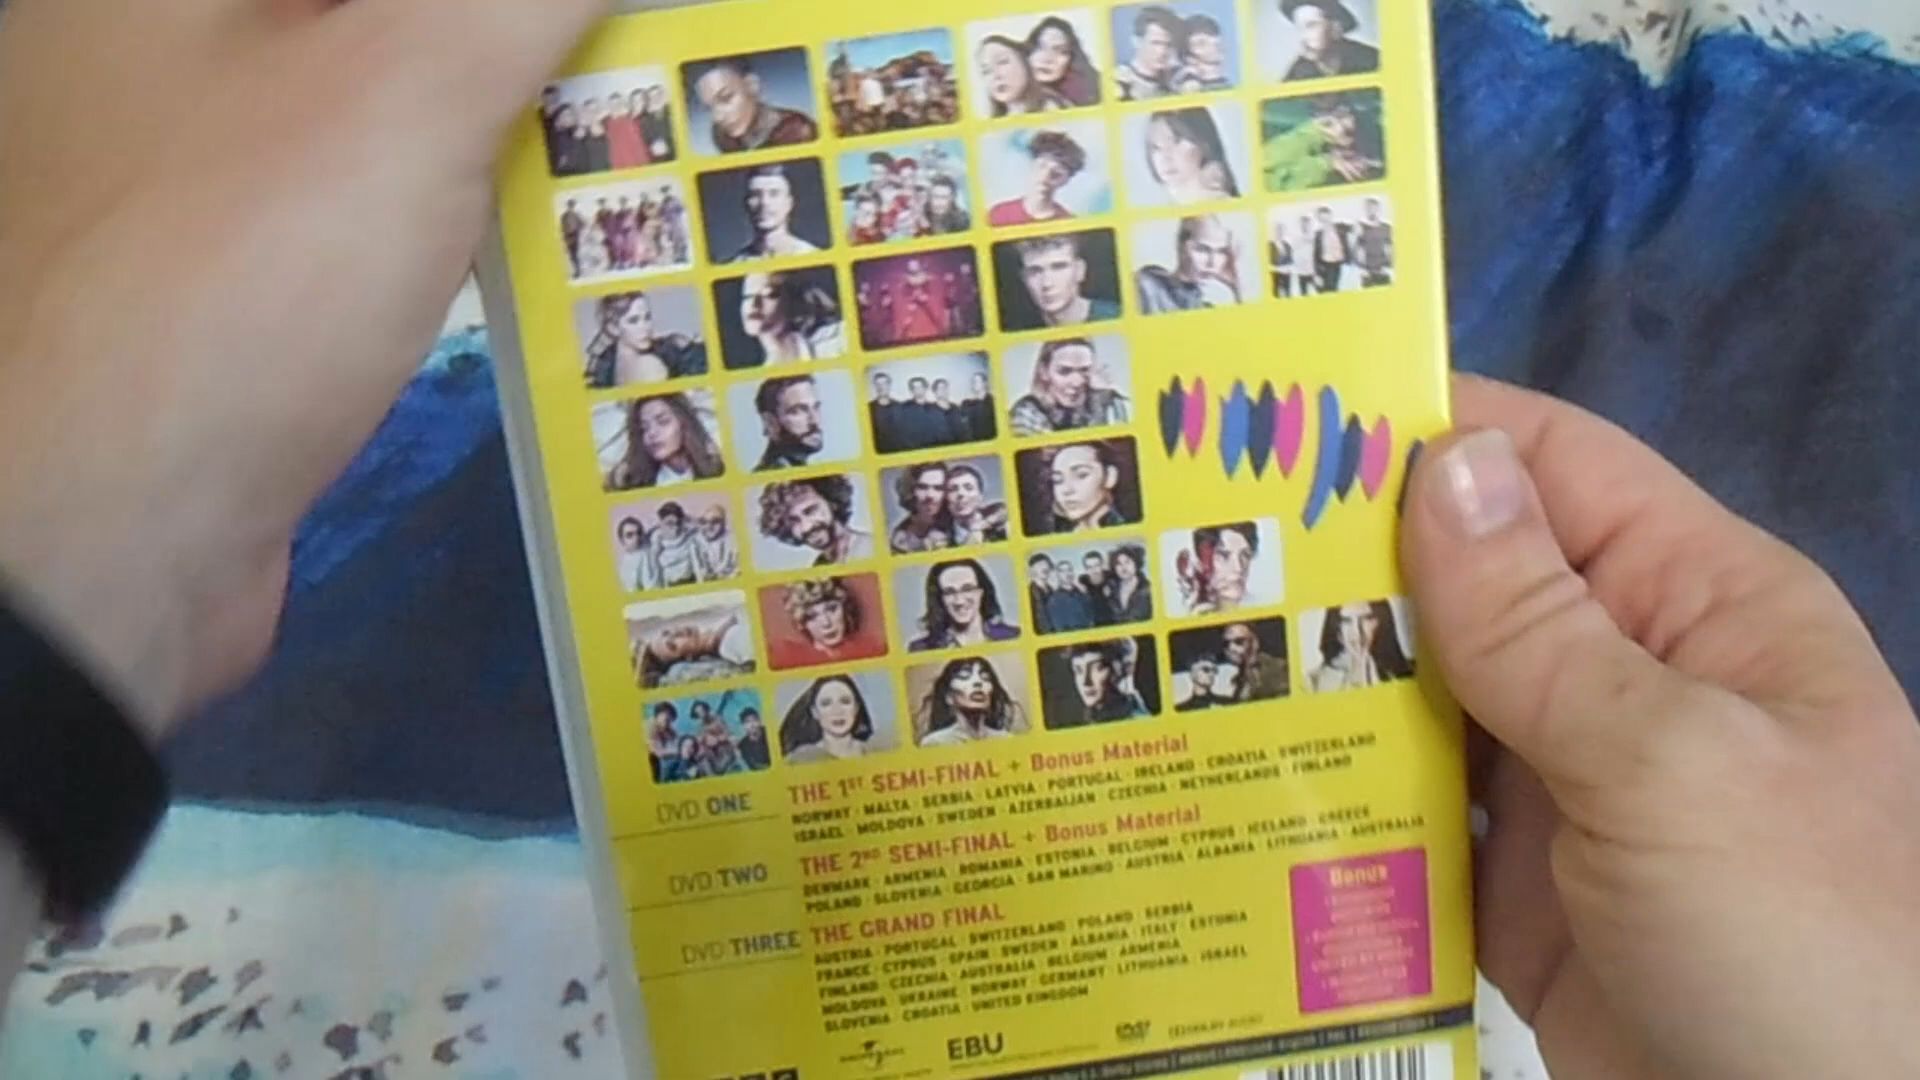 DVD ONE
THE 1ST SEMI-FINAL + Bonus Material
NORWAY · MALTA · SERBIA · LATVIA · PORTUGAL · IRELAND · CROATIA · SWITZERLAND
ISRAEL · MOLDOVA · SWEDEN · AZERBAIJAN · CZECHIA · NETHERLANDS · FINLAND
DVD TWO
THE 2ND SEMI-FINAL + Bonus Material
DENMARK · ARMENIA · ROMANIA · ESTONIA · BELGIUM · CYPRUS · ICELAND · GREECE
POLAND · SLOVENIA · GEORGIA · SAN MARINO · AUSTRIA · ALBANIA · LITHUANIA · AUSTRALIA
DVD THREE
THE GRAND FINAL
AUSTRIA · PORTUGAL · SWITZERLAND · POLAND · SERBIA
FRANCE · CYPRUS · SPAIN · SWEDEN · ALBANIA · ITALY · ESTONIA
FINLAND · CZECHIA · AUSTRALIA · BELGIUM · ARMENIA
MOLDOVA · UKRAINE · NORWAY · GERMANY · LITHUANIA · ISRAEL
SLOVENIA · CROATIA · UNITED KINGDOM
Bonus
UNIVERSAL
EBU
DVD